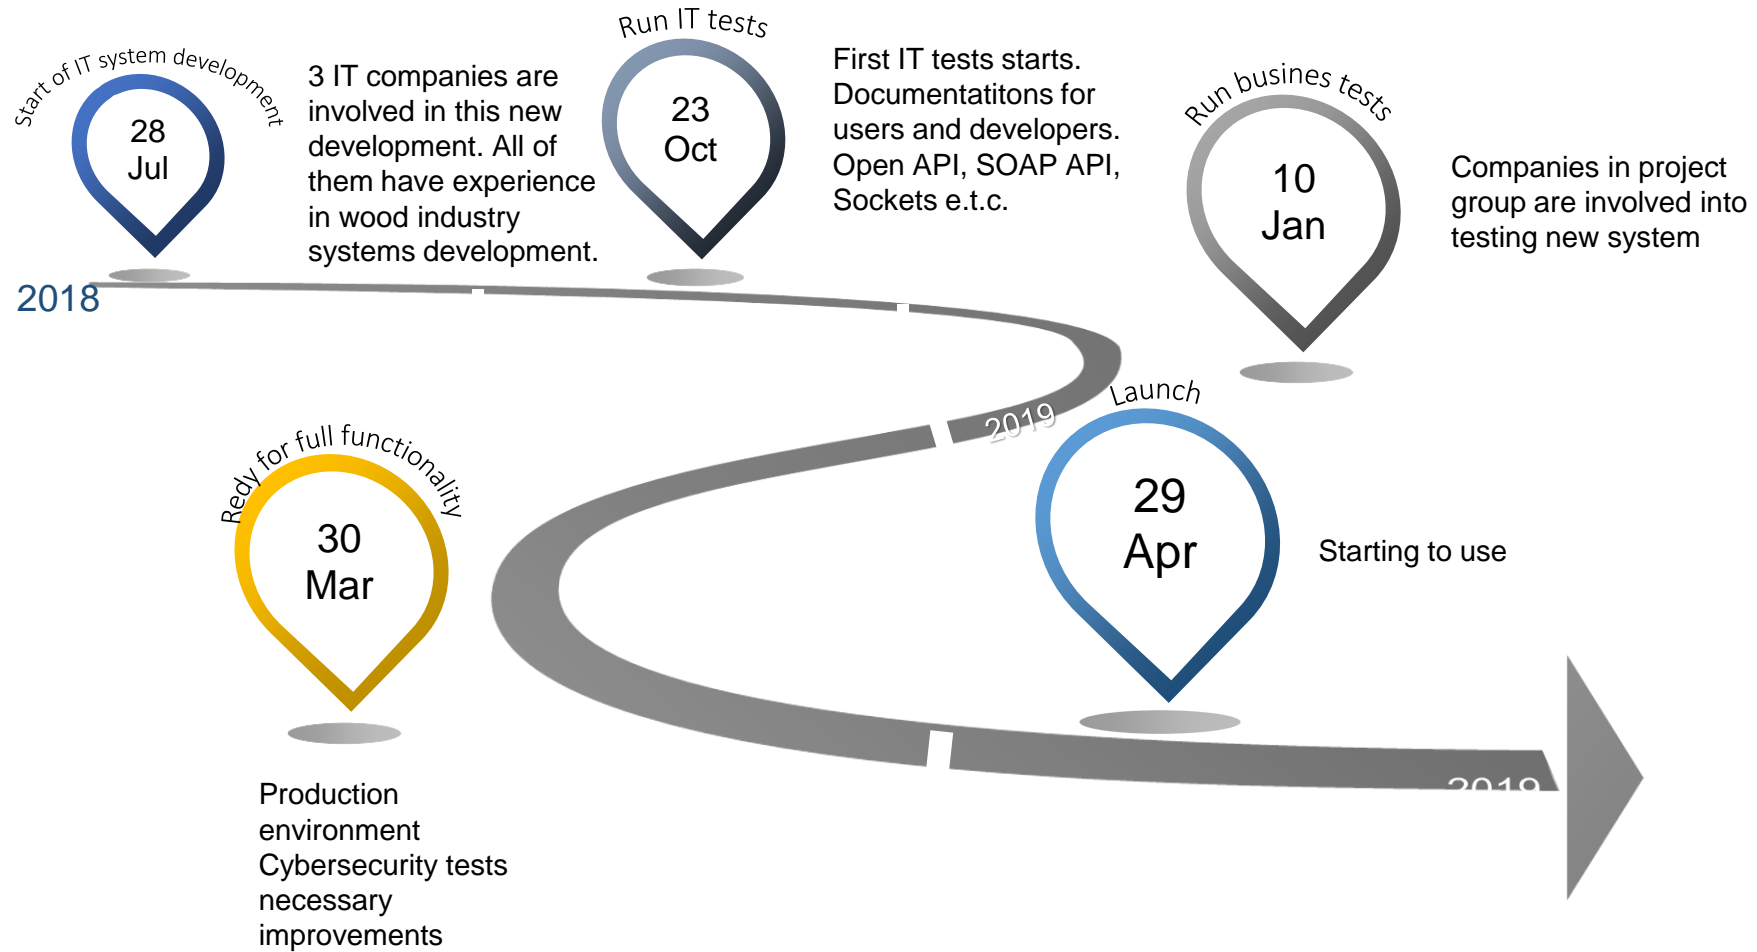 Start of IT system development
28
Jul
3 IT companies are
involved in this new
development. All of
them have experience
in wood industry
systems development.
Run IT tests
23
Oct
First IT tests starts.
Documentatitons for
users and developers.
Open API, SOAP API,
Sockets e.t.c.
Run busines tests
10
Jan
Companies in project
group are involved into
testing new system
2018
2019
Launch
29
Apr
Starting to use
Redy for full functionality
30
Mar
Production
environment
Cybersecurity tests
necessary
improvements
2019